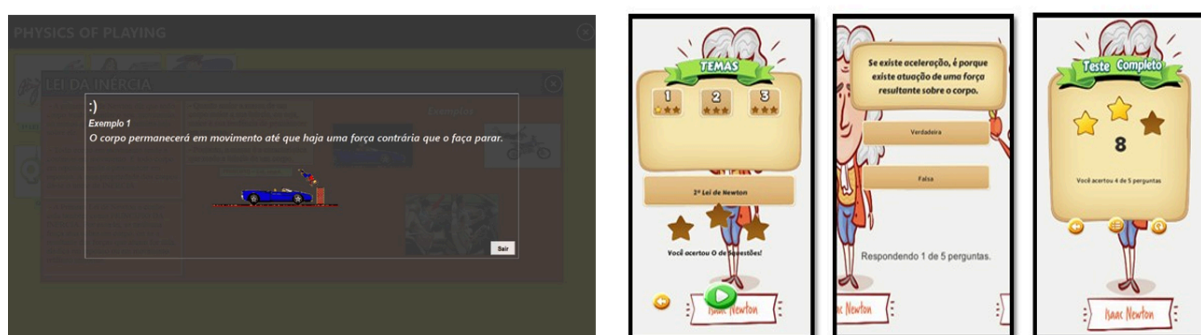 PHYSICS OF PLAYING
LEI DA INÉRCIA
:)
Exemplo 1
O corpo permanecerá em movimento até que haja uma força contrária que o faça parar.
Sair
TEMAS
1
2
3
2ª Lei de Newton
Você acertou 0 de 5questões!
Isaac Newton
Se existe aceleração, é porque
existe atuação de uma força
resultante sobre o corpo.
Verdadeira
Falsa
Respondendo 1 de 5 perguntas.
Newton
Teste Completo
8
Você acertou 4 de 5 perguntas
Isaac Newton